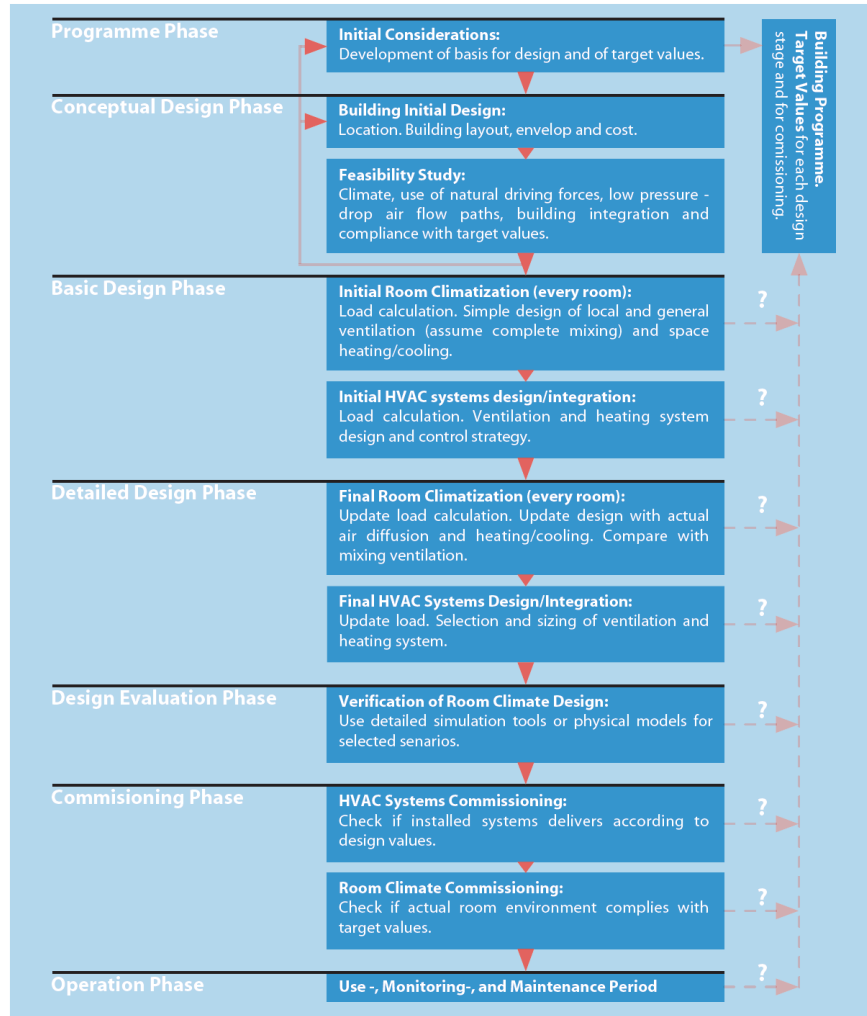 Programme Phase
Initial Considerations:
Development of basis for design and of target values.
Building Programme.
Target Values for each design
stage and for comissioning.
Conceptual Design Phase
Building Initial Design:
Location. Building layout, envelop and cost.
Feasibility Study:
Climate, use of natural driving forces, low pressure -
drop air flow paths, building integration and
compliance with target values.
Basic Design Phase
Initial Room Climatization (every room):
Load calculation. Simple design of local and general
ventilation (assume complete mixing) and space
heating/cooling.
?
Initial HVAC systems design/integration:
Load calculation. Ventilation and heating system
design and control strategy.
?
Detailed Design Phase
Final Room Climatization (every room):
Update load calculation. Update design with actual
air diffusion and heating/cooling. Compare with
mixing ventilation.
?
Final HVAC Systems Design/Integration:
Update load. Selection and sizing of ventilation and
heating system.
?
Design Evaluation Phase
Verification of Room Climate Design:
Use detailed simulation tools or physical models for
selected senarios.
?
Commisioning Phase
HVAC Systems Commissioning:
Check if installed systems delivers according to
design values.
?
Room Climate Commissioning:
Check if actual room environment complies with
target values.
?
Operation Phase
Use -, Monitoring-, and Maintenance Period
?